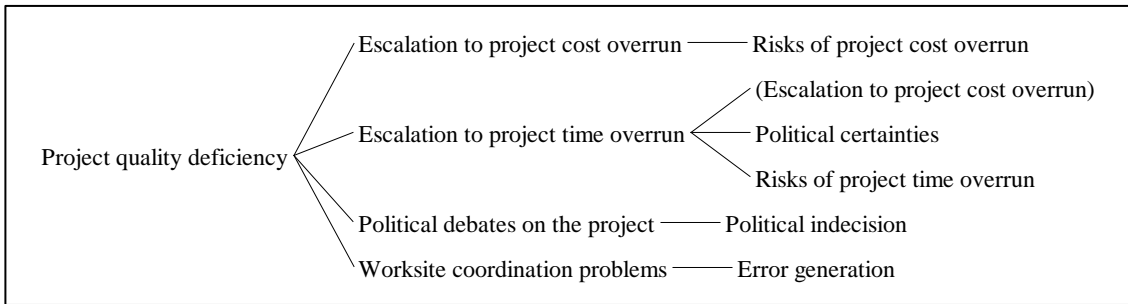 Escalation to project cost overrun Risks of project cost overrun
(Escalation to project cost overrun)
Escalation to project time overrun Political certainties
Project quality deficiency
Risks of project time overrun
Political debates on the project Political indecision
Worksite coordination problems Error generation